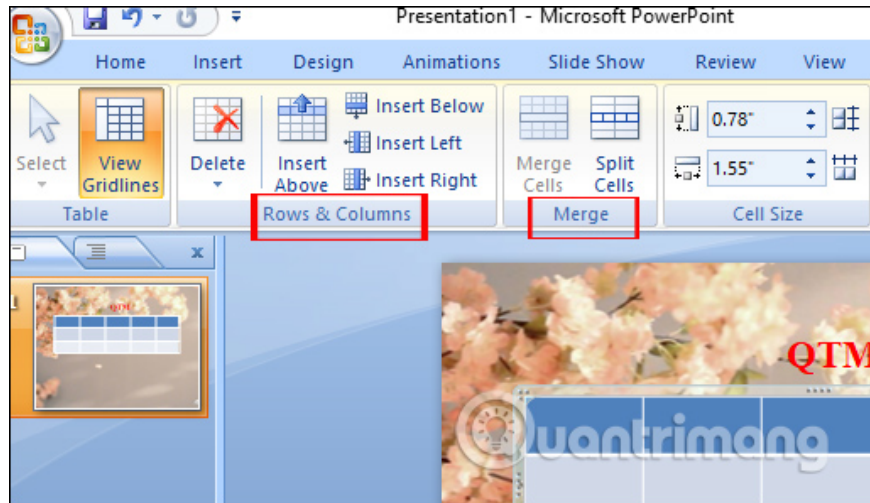 Presentation1 - Microsoft PowerPoint
Home Insert Design Animations Slide Show Review View
Select
View Gridlines
Table
Delete
Insert Above
Insert Below
Insert Left
Insert Right
Rows & Columns
Merge Cells
Split Cells
Merge
0.78"
1.55"
Cell Size
x
1
QTM
QTM
Quantrimang